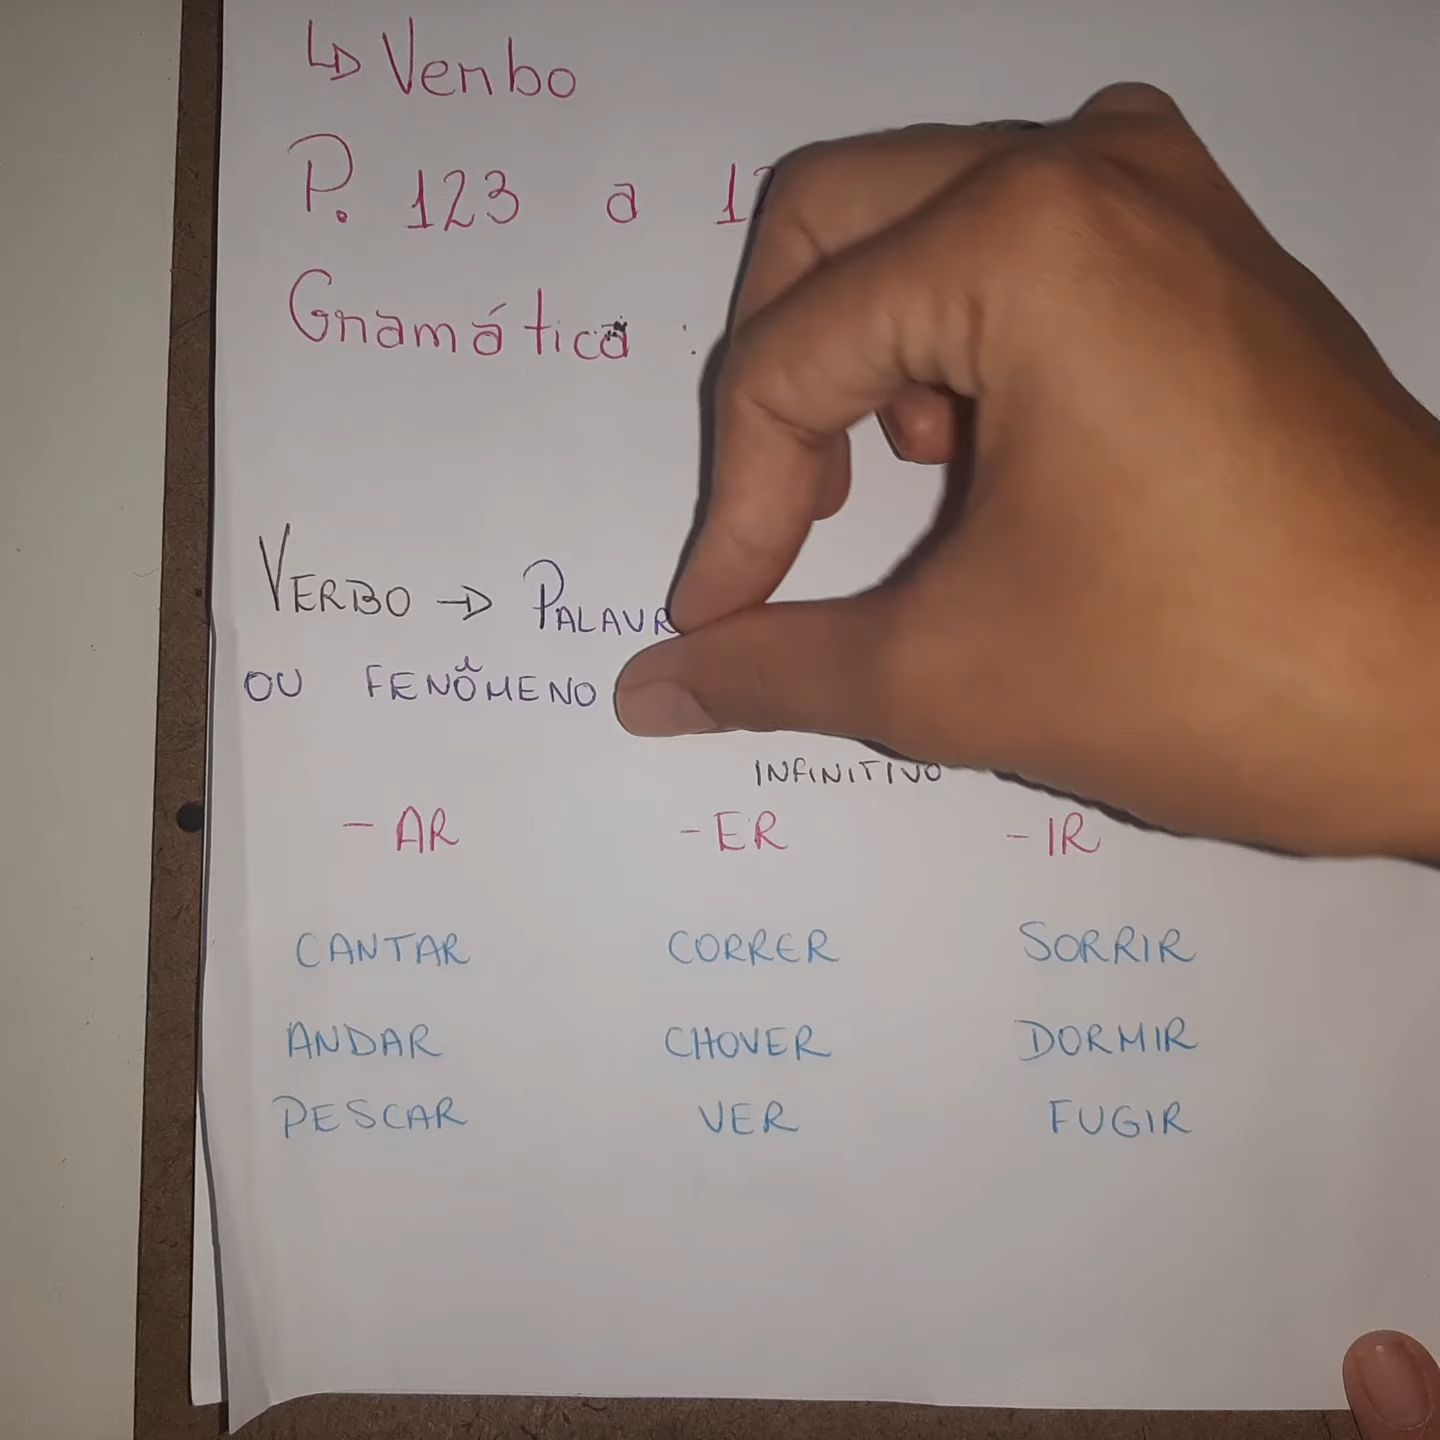 ↳ Verbo
P. 123 a
Gramática :
VERBO → 
OU FENÔMENO
INFINITIVO
- AR - ER - IR
CANTAR CORRER SORRIR
ANDAR CHOVER DORMIR
PESCAR VER FUGIR